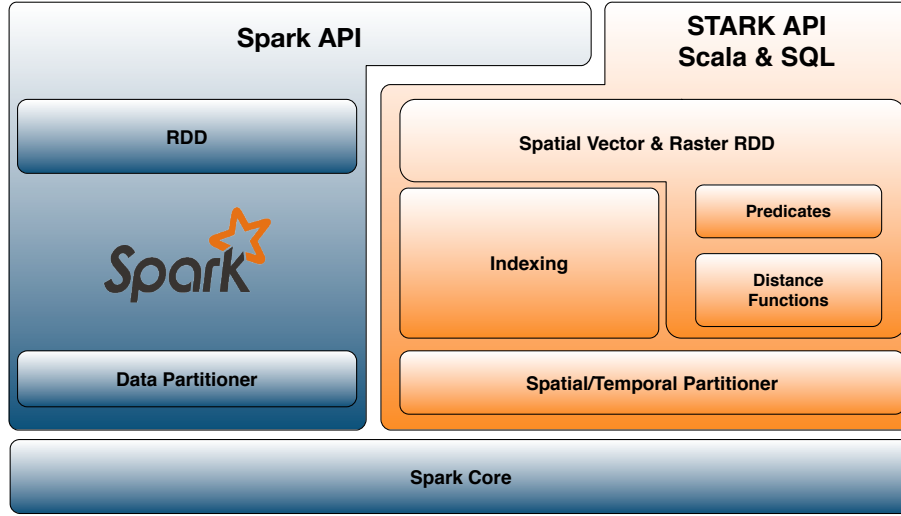 Spark API
STARK API
Scala & SQL
RDD
Spatial Vector & Raster RDD
Spark
Indexing
Predicates
Distance
Functions
Data Partitioner
Spatial/Temporal Partitioner
Spark Core